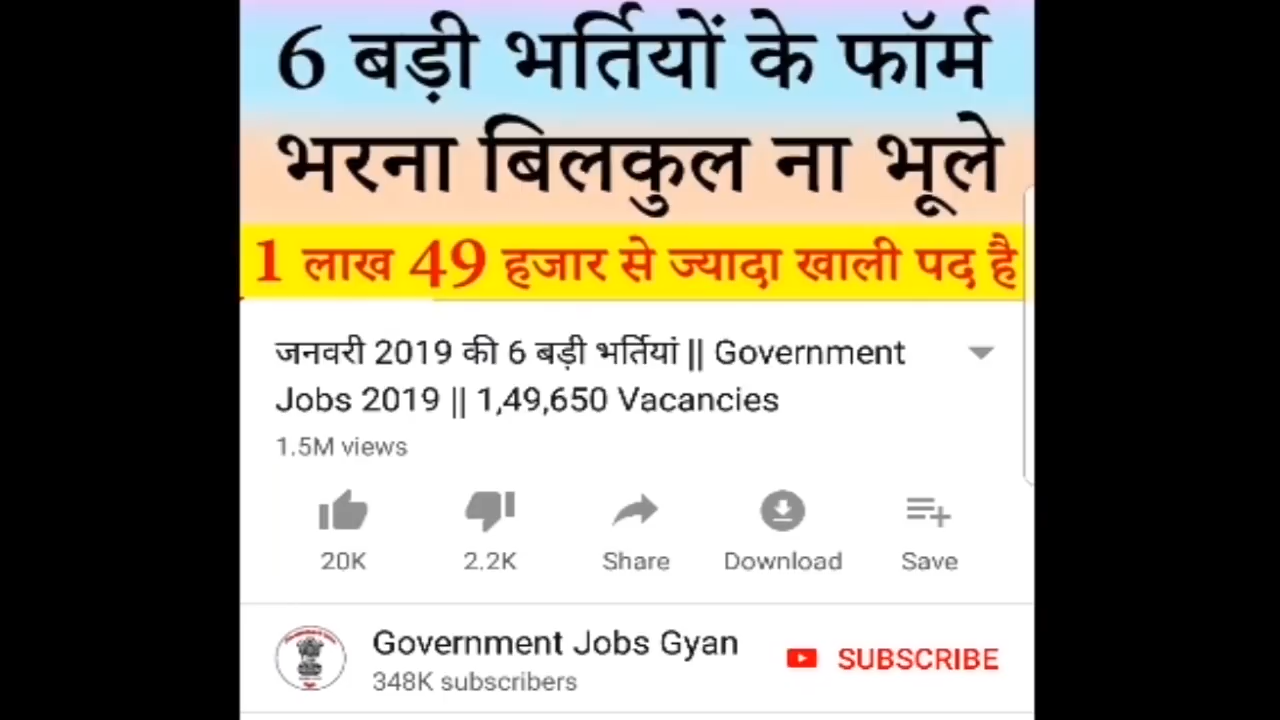 6 बड़ी भर्तियों के फॉर्म
भरना बिलकुल ना भूले
1 लाख 49 हजार से ज्यादा खाली पद है
जनवरी 2019 की 6 बड़ी भर्तियां || Government
Jobs 2019 || 1,49,650 Vacancies
1.5M views
20K 2.2K Share Download Save
Government Jobs Gyan
348K subscribers
SUBSCRIBE